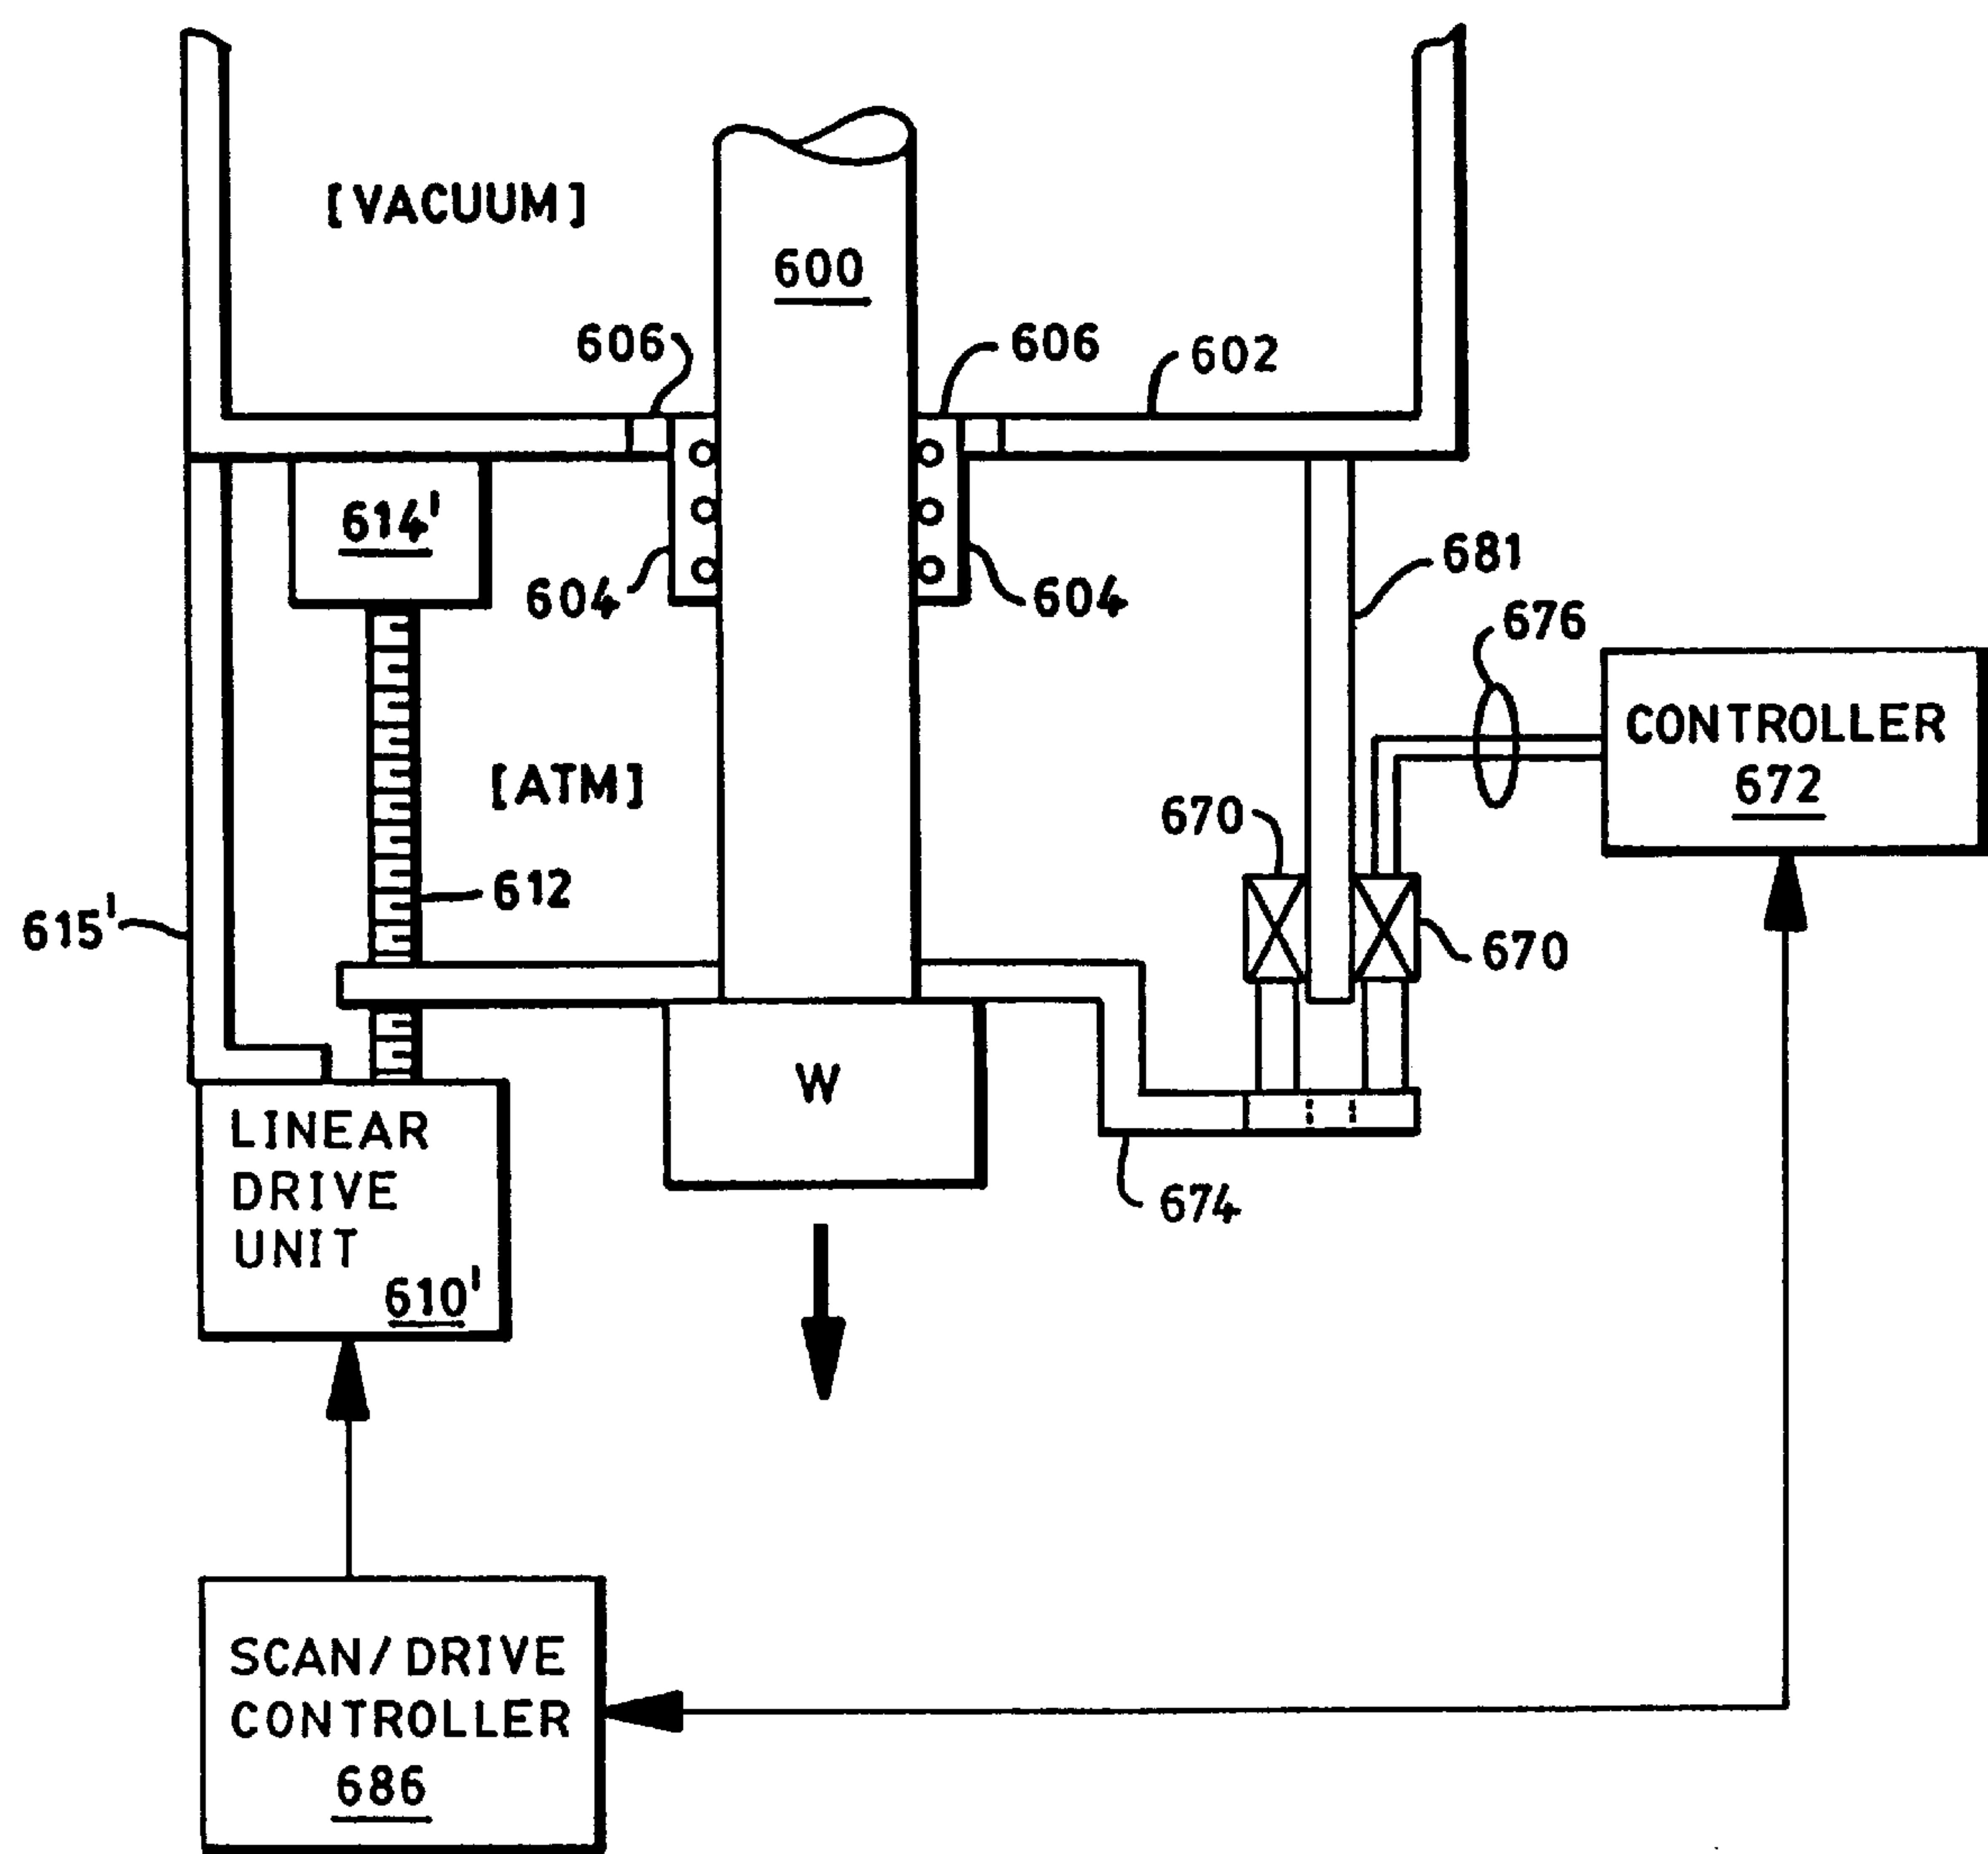 [VACUUM]
600
606
606
602
614'
604
604
681
676
CONTROLLER
672
[ATM]
670
612
615'
670
W
LINEAR
DRIVE
UNIT
610'
674
SCAN/DRIVE
CONTROLLER
686